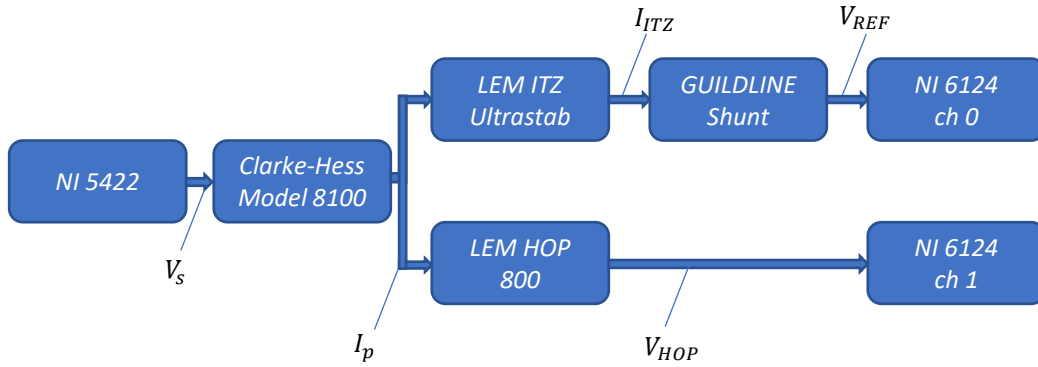 I_ITZ
V_REF
LEM ITZ
Ultrastab
GUILDLINE
Shunt
NI 6124
ch 0
NI 5422
Clarke-Hess
Model 8100
V_s
LEM HOP
800
NI 6124
ch 1
I_p
V_HOP